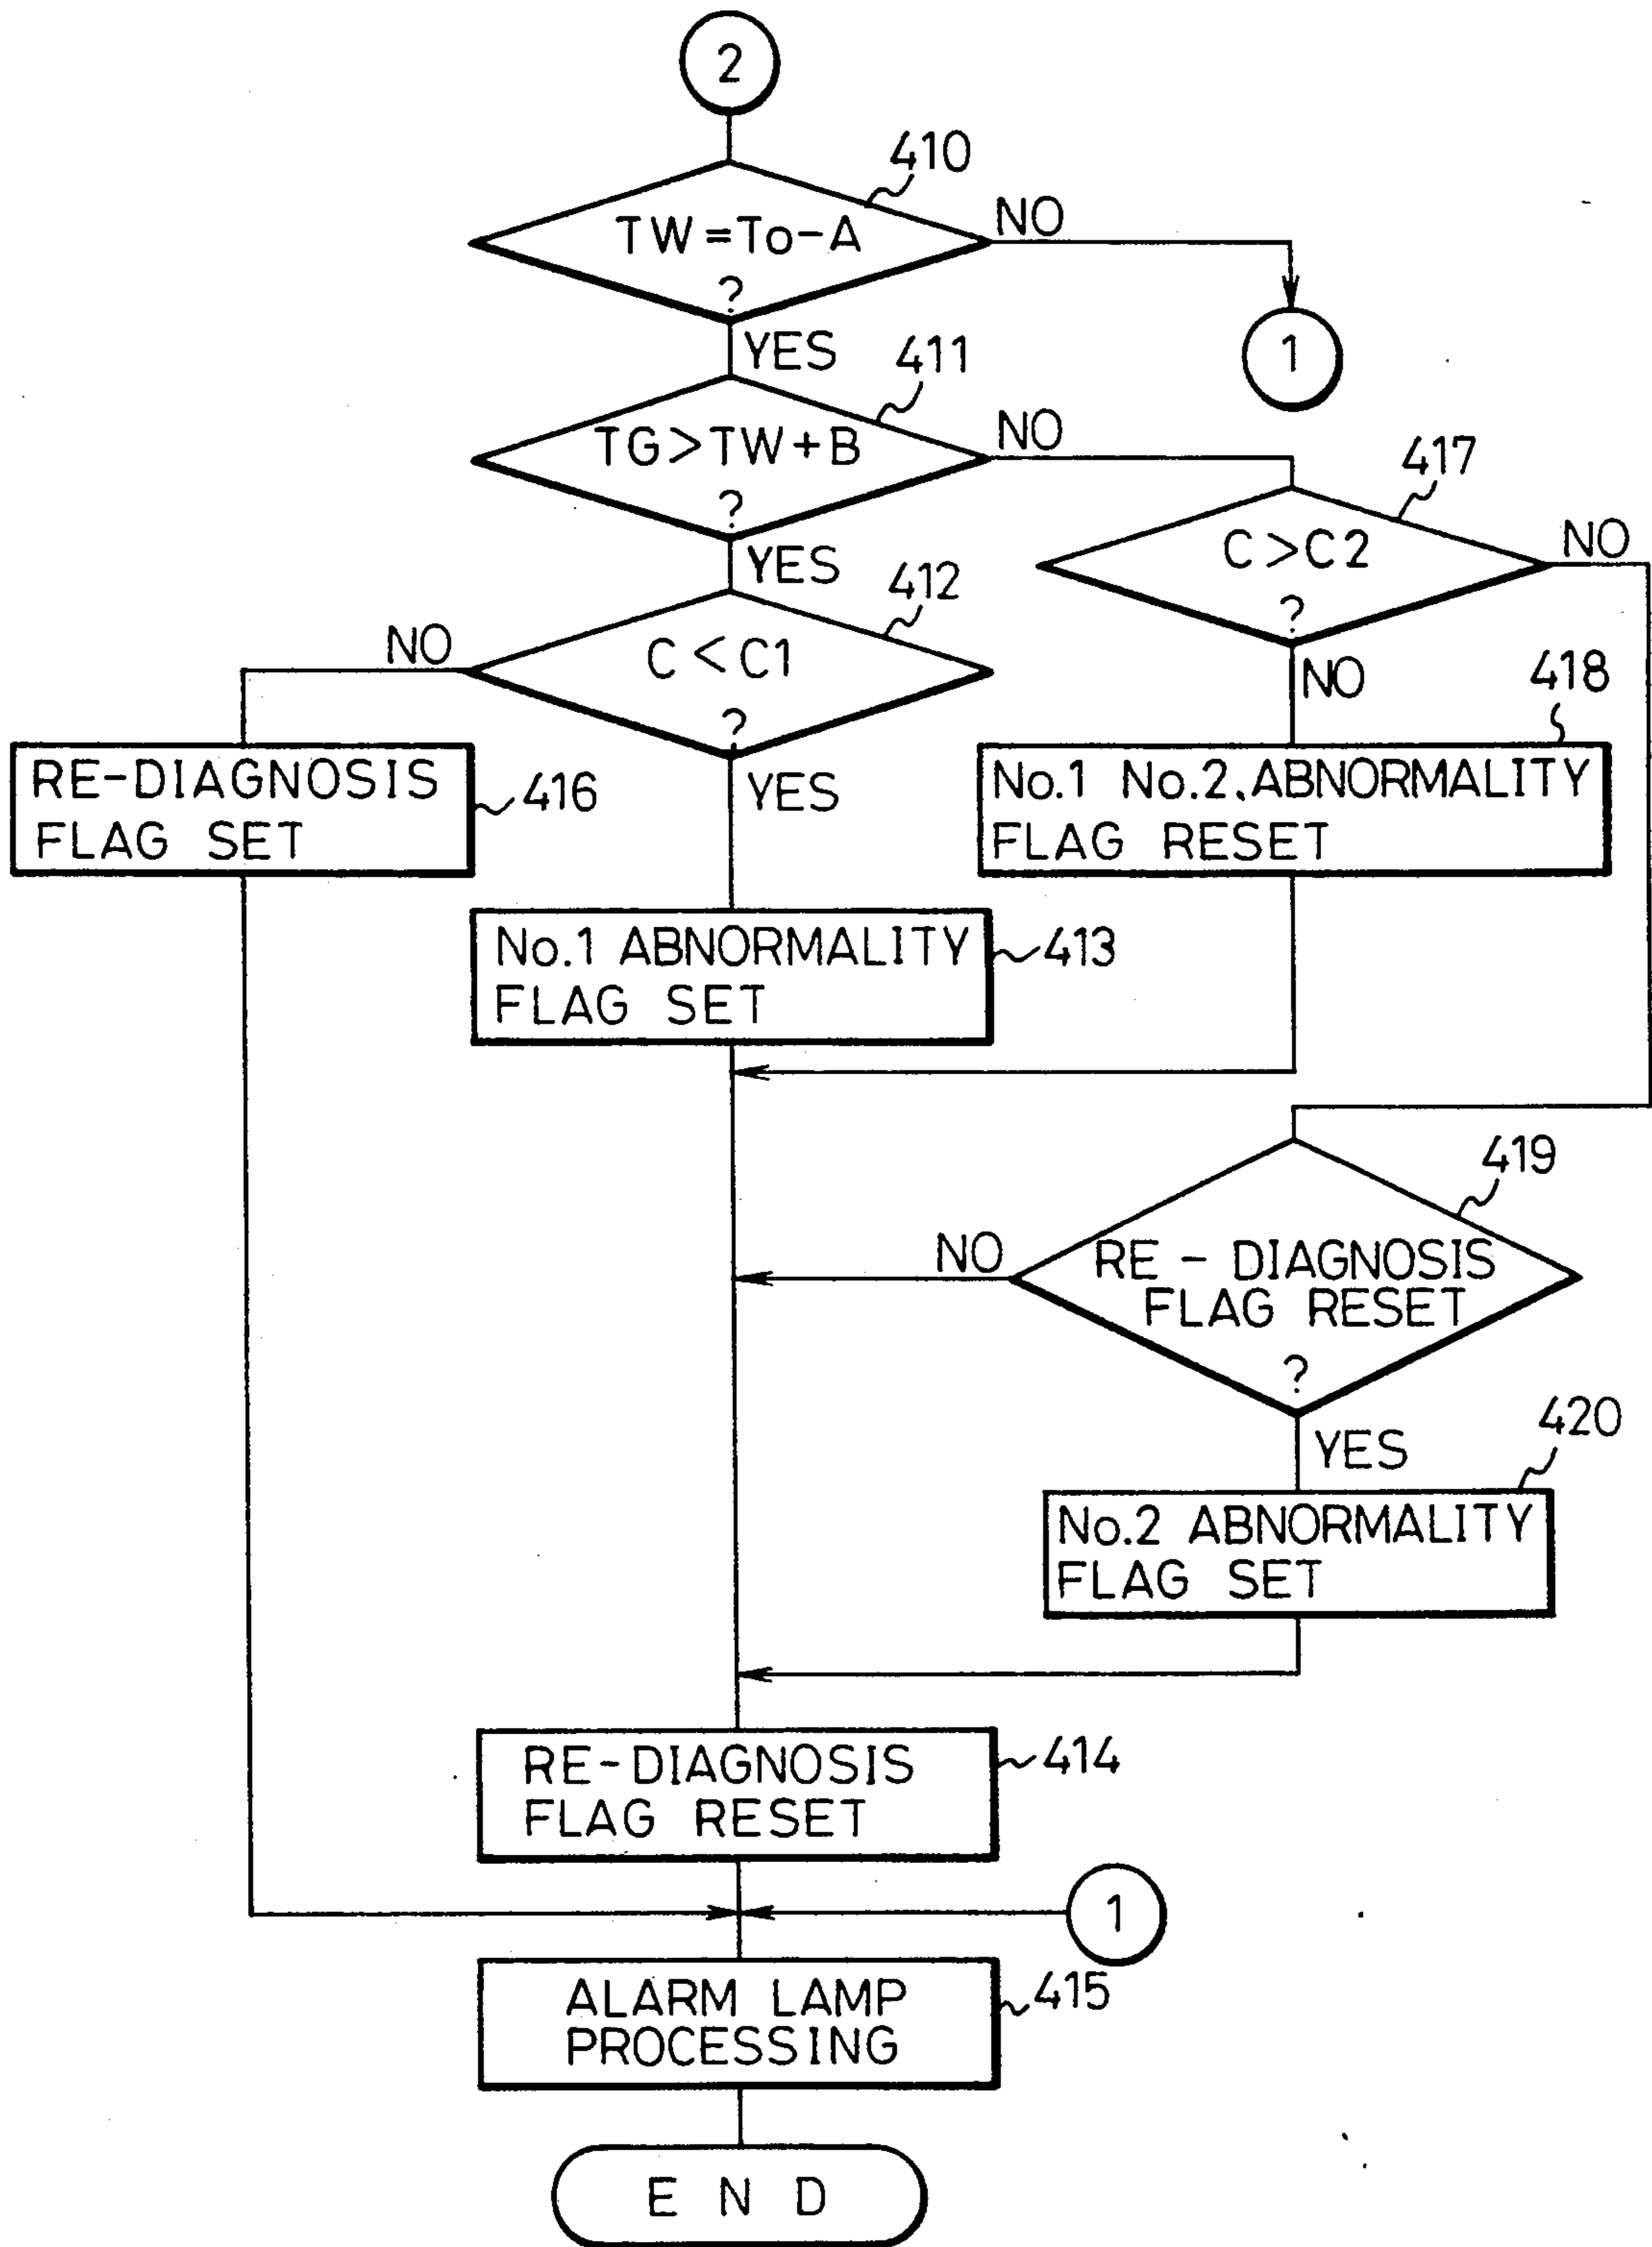 2
410
TW=To-A
?
NO
YES
1
411
TG>TW+B
?
NO
YES
417
C>C2
?
NO
NO
412
C<C1
?
NO
YES
418
No.1 No.2.ABNORMALITY
FLAG RESET
RE-DIAGNOSIS
FLAG SET
416
No.1 ABNORMALITY
FLAG SET
413
419
RE-DIAGNOSIS
FLAG RESET
?
NO
YES
420
No.2 ABNORMALITY
FLAG SET
RE-DIAGNOSIS
FLAG RESET
414
1
ALARM LAMP
PROCESSING
415
END